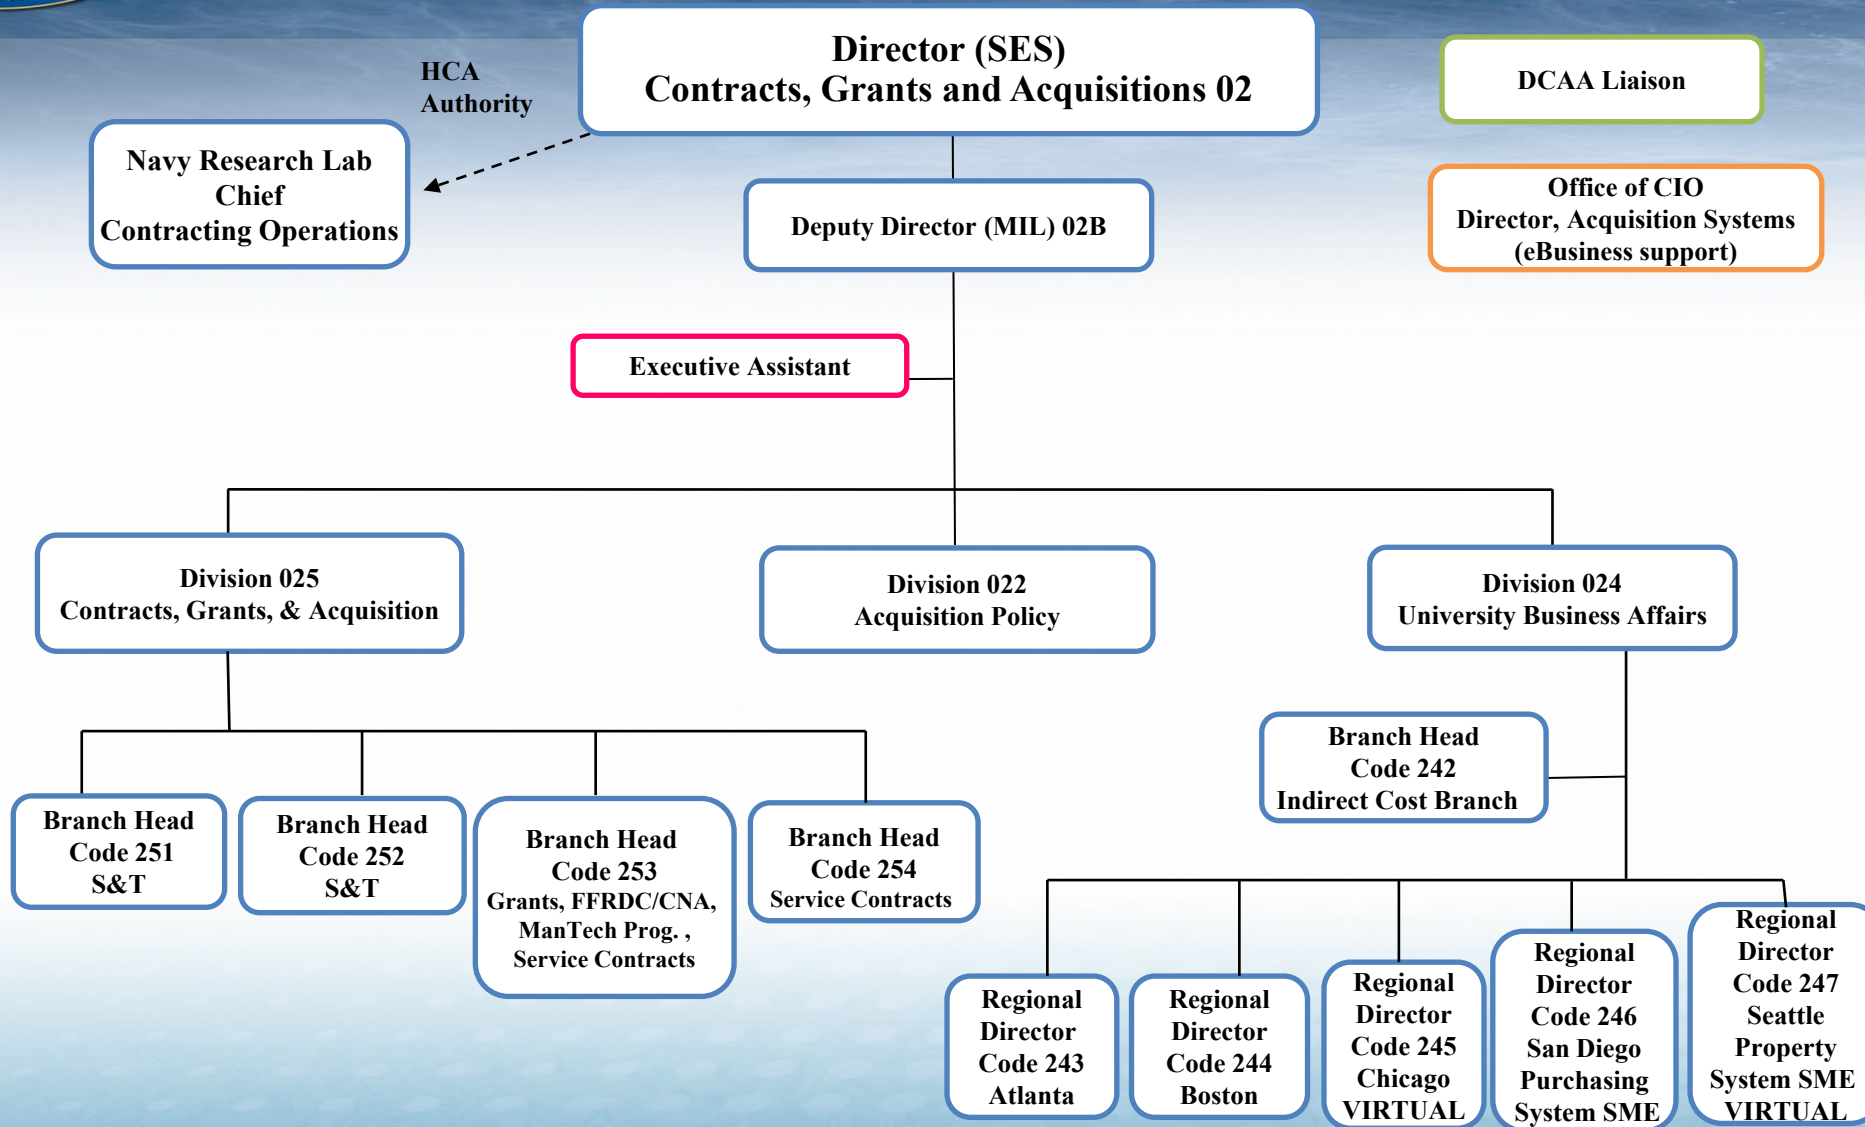 Director (SES)
Contracts, Grants and Acquisitions 02
HCA
Authority
DCAA Liaison
Navy Research Lab
Chief
Contracting Operations
Deputy Director (MIL) 02B
Office of CIO
Director, Acquisition Systems
(eBusiness support)
Executive Assistant
Division 025
Contracts, Grants, & Acquisition
Division 022
Acquisition Policy
Division 024
University Business Affairs
Branch Head
Code 242
Indirect Cost Branch
Branch Head
Code 251
S&T
Branch Head
Code 252
S&T
Branch Head
Code 253
Grants, FFRDC/CNA,
ManTech Prog. ,
Service Contracts
Branch Head
Code 254
Service Contracts
Regional
Director
Code 243
Atlanta
Regional
Director
Code 244
Boston
Regional
Director
Code 245
Chicago
VIRTUAL
Regional
Director
Code 246
San Diego
Purchasing
System SME
Regional
Director
Code 247
Seattle
Property
System SME
VIRTUAL